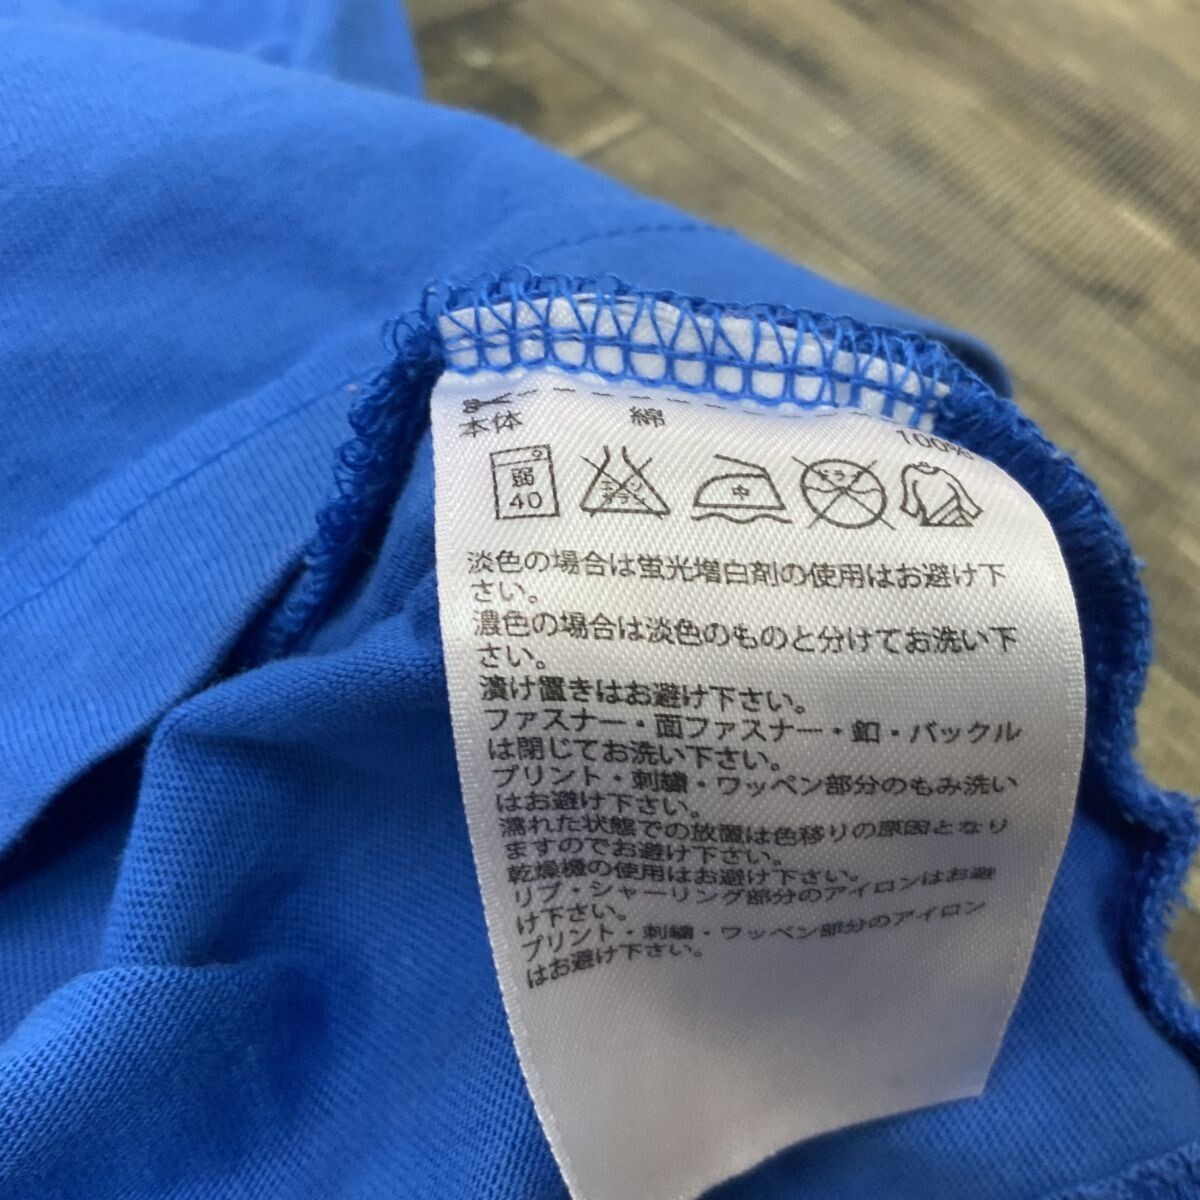 本体 綿 100%
弱 40 エンソ サラシ 中 ドライ
淡色の場合は蛍光増白剤の使用はお避け下
さい。
濃色の場合は淡色のものと分けてお洗い下
さい。
漬け置きはお避け下さい。
ファスナー・面ファスナー・釦・バックル
は閉じてお洗い下さい。
プリント・刺繍・ワッペン部分のもみ洗い
はお避け下さい。
濡れた状態での放置は色移りの原因となり
ますのでお避け下さい。
乾燥機の使用はお避け下さい。
リブ・シャーリング部分のアイロンはお避
け下さい。
プリント・刺繍・ワッペン部分のアイロン
はお避け下さい。